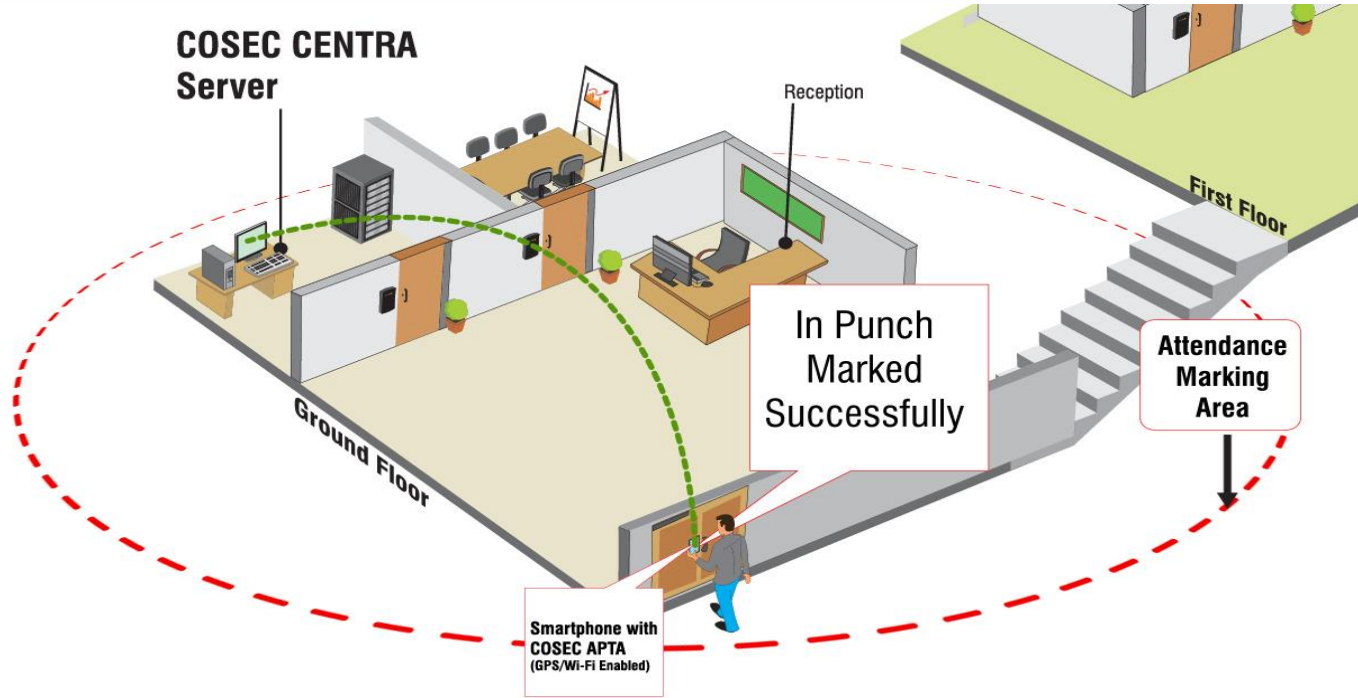 COSEC CENTRA
Server
Reception
First Floor
In Punch
Marked
Successfully
Attendance
Marking
Area
Ground Floor
Smartphone with
COSEC APTA
(GPS/Wi-Fi Enabled)